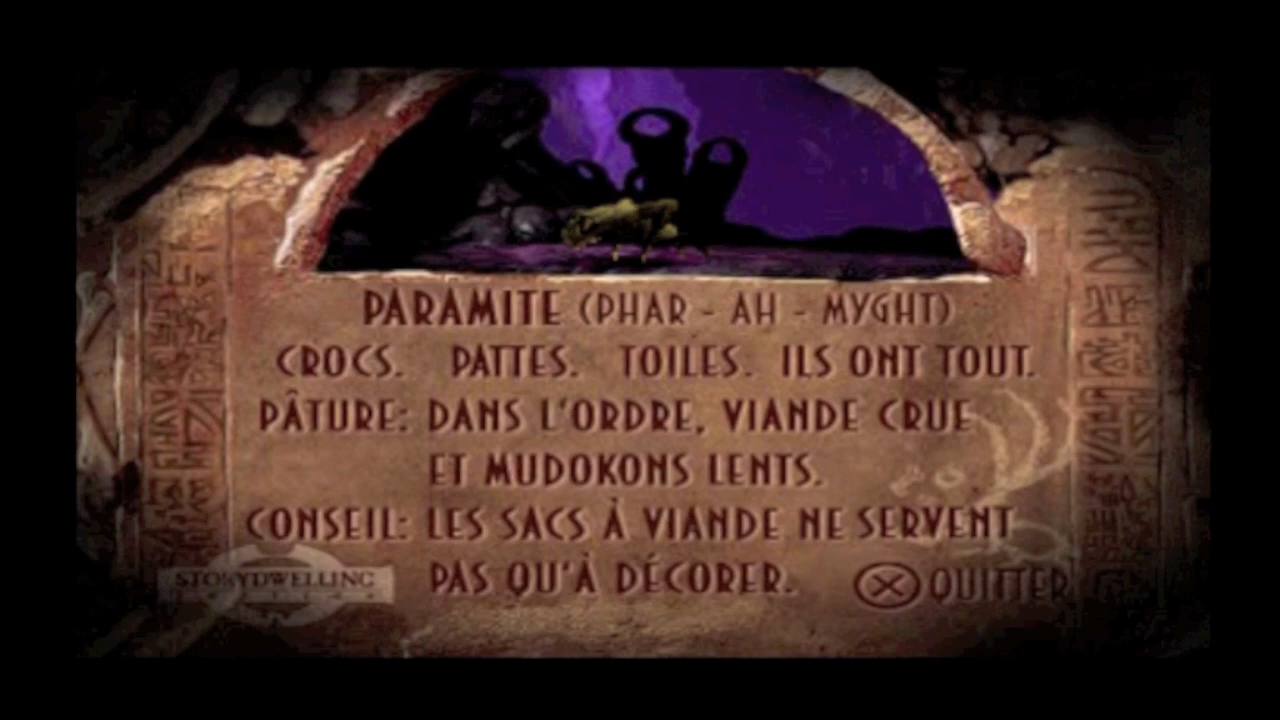 PARAMITE (PHAR - AH - MYGHT)
CROCS. PATTES. TOILES. ILS ONT TOUT.
PÂTURE: DANS L'ORDRE, VIANDE CRUE
ET MUDOKONS LENTS.
CONSEIL: LES SACS À VIANDE NE SERVENT
PAS QU'À DÉCORER.
QUITTER
STORYDWELLING